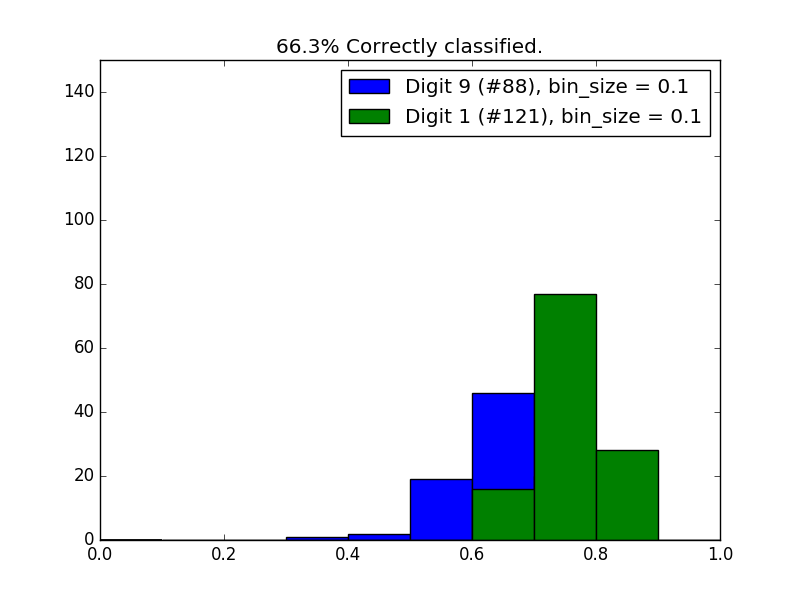 66.3% Correctly classified.
Digit 9 (#88), bin_size = 0.1
Digit 1 (#121), bin_size = 0.1
140
120
100
80
60
40
20
0
0.0 0.2 0.4 0.6 0.8 1.0